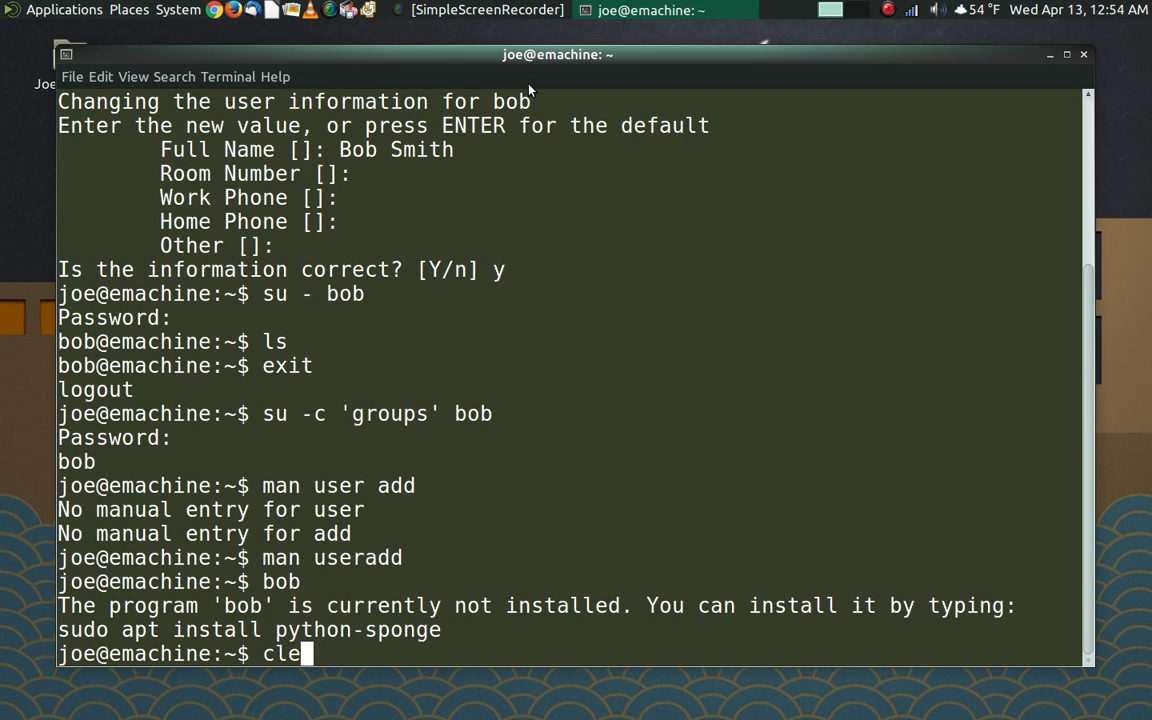 Applications Places System [SimpleScreenRecorder] joe@emachine: ~ 54 °F Wed Apr 13, 12:54 AM
joe@emachine: ~
Joe
File Edit View Search Terminal Help
Changing the user information for bob
Enter the new value, or press ENTER for the default
Full Name []: Bob Smith
Room Number []:
Work Phone []:
Home Phone []:
Other []:
Is the information correct? [Y/n] y
joe@emachine:~$ su - bob
Password:
bob@emachine:~$ ls
bob@emachine:~$ exit
logout
joe@emachine:~$ su -c 'groups' bob
Password:
bob
joe@emachine:~$ man user add
No manual entry for user
No manual entry for add
joe@emachine:~$ man useradd
joe@emachine:~$ bob
The program 'bob' is currently not installed. You can install it by typing:
sudo apt install python-sponge
joe@emachine:~$ cle